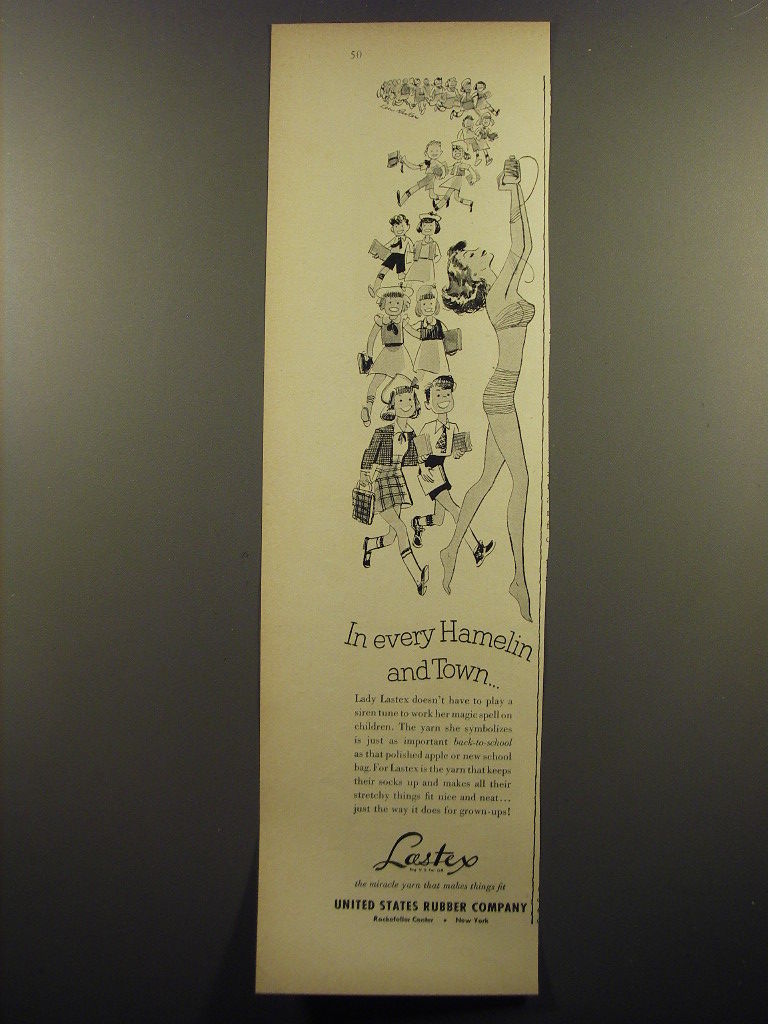 50
In every Hamelin
and Town...
Lady Lastex doesn't have to play a
siren tune to work her magic spell on
children. The yarn she symbolizes
is just as important back-to-school
as that polished apple or new school
bag. For Lastex is the yarn that keeps
their socks up and makes all their
stretchy things fit nice and neat...
just the way it does for grown-ups!
Lastex
the miracle yarn that makes things fit
UNITED STATES RUBBER COMPANY
Rockefeller Center • New York